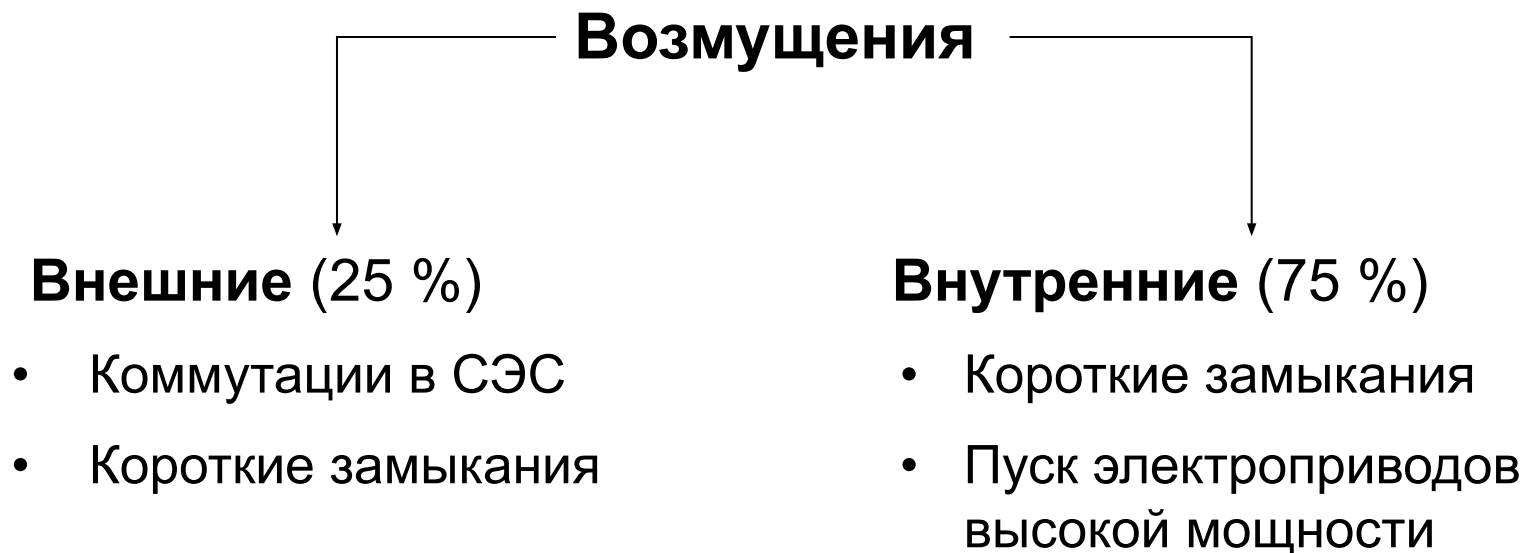 Возмущения
Внешние (25 %)
• Коммутации в СЭС
• Короткие замыкания
Внутренние (75 %)
• Короткие замыкания
• Пуск электроприводов
высокой мощности